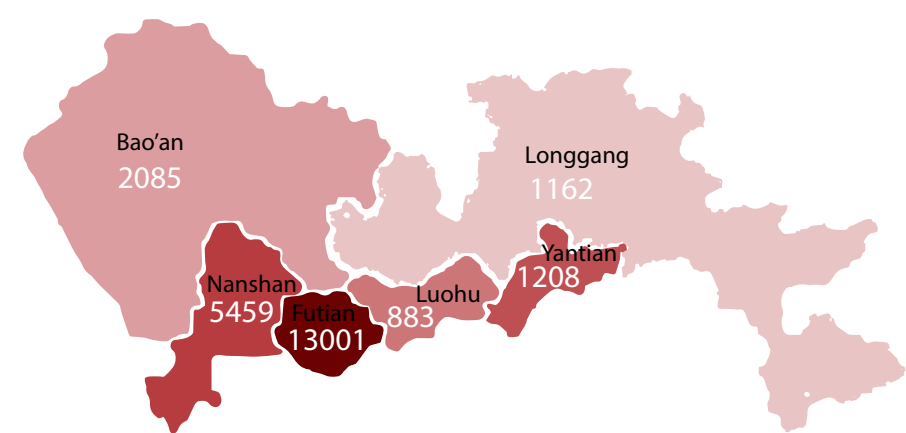 Bao’an
2085
Longgang
1162
Yantian
1208
Nanshan
5459
Luohu
883
Futian
13001